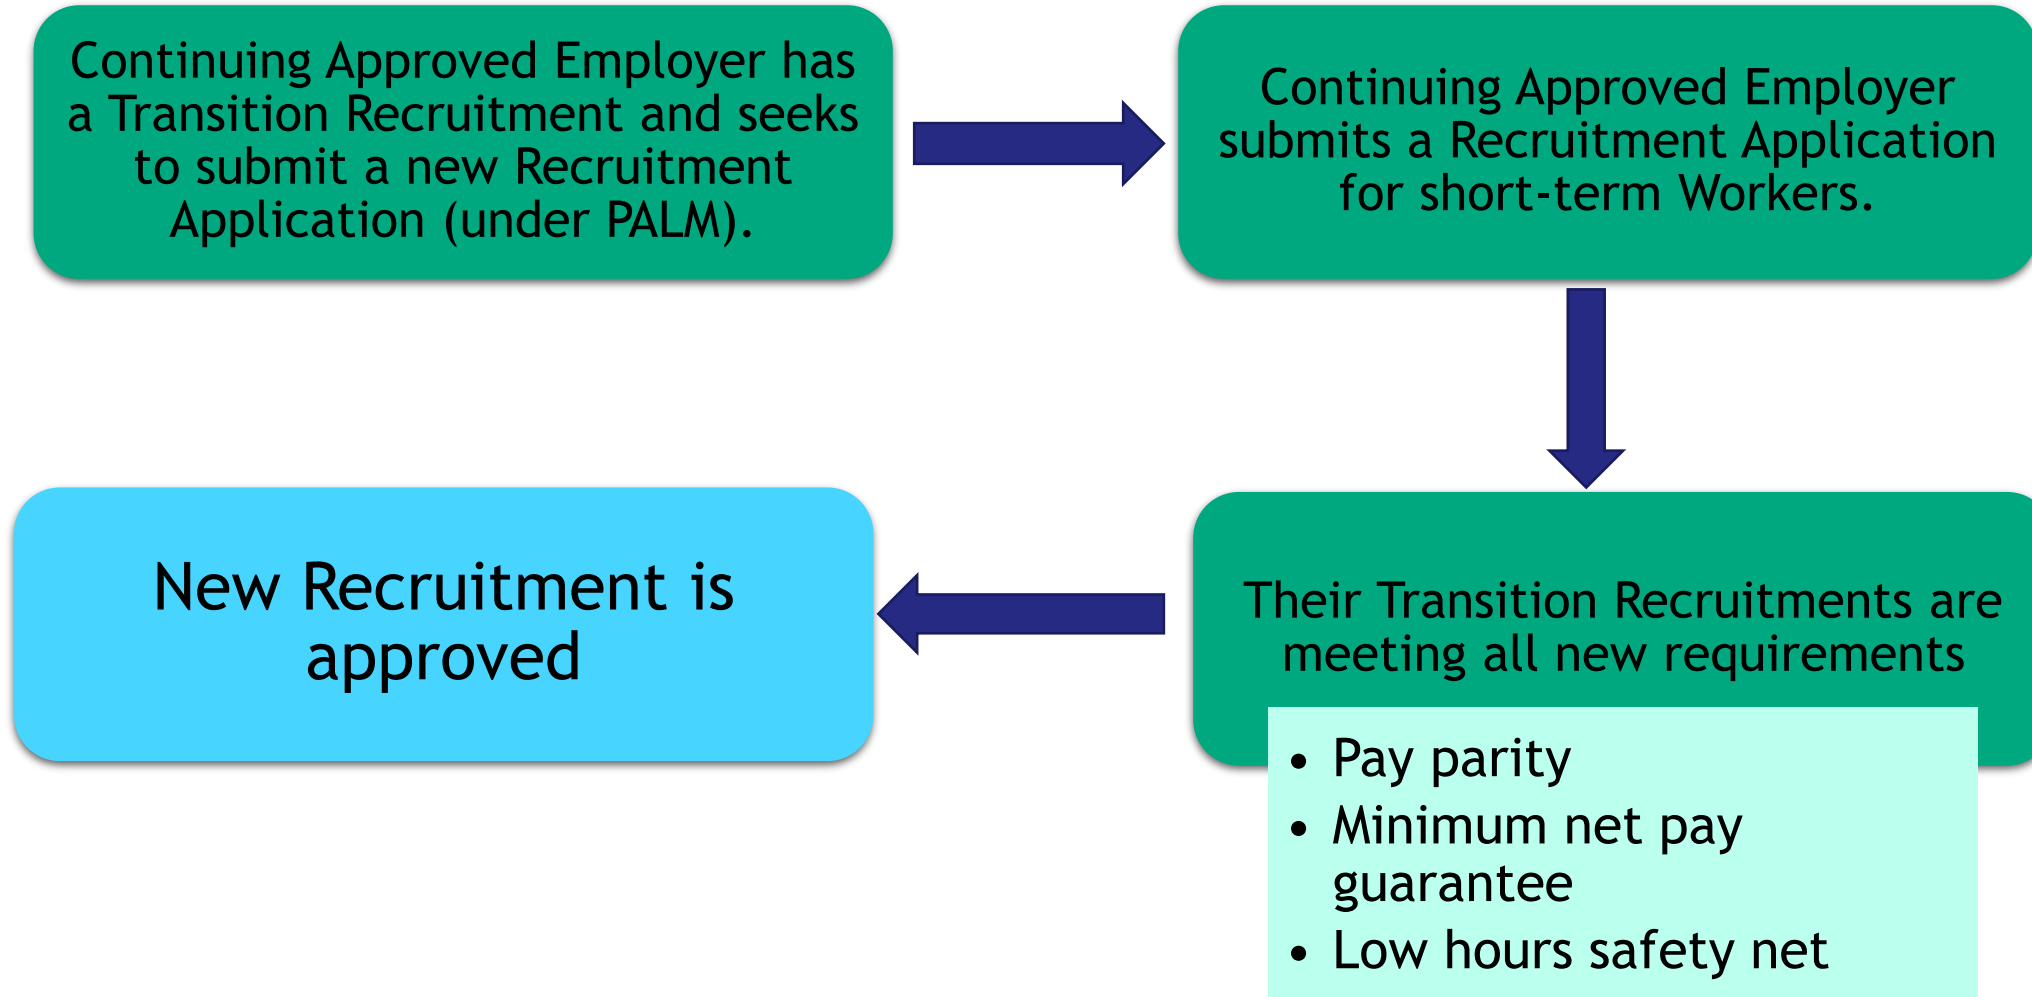 Continuing Approved Employer has
a Transition Recruitment and seeks
to submit a new Recruitment
Application (under PALM).
Continuing Approved Employer
submits a Recruitment Application
for short-term Workers.
Their Transition Recruitments are
meeting all new requirements
• Pay parity
• Minimum net pay
guarantee
• Low hours safety net
New Recruitment is
approved